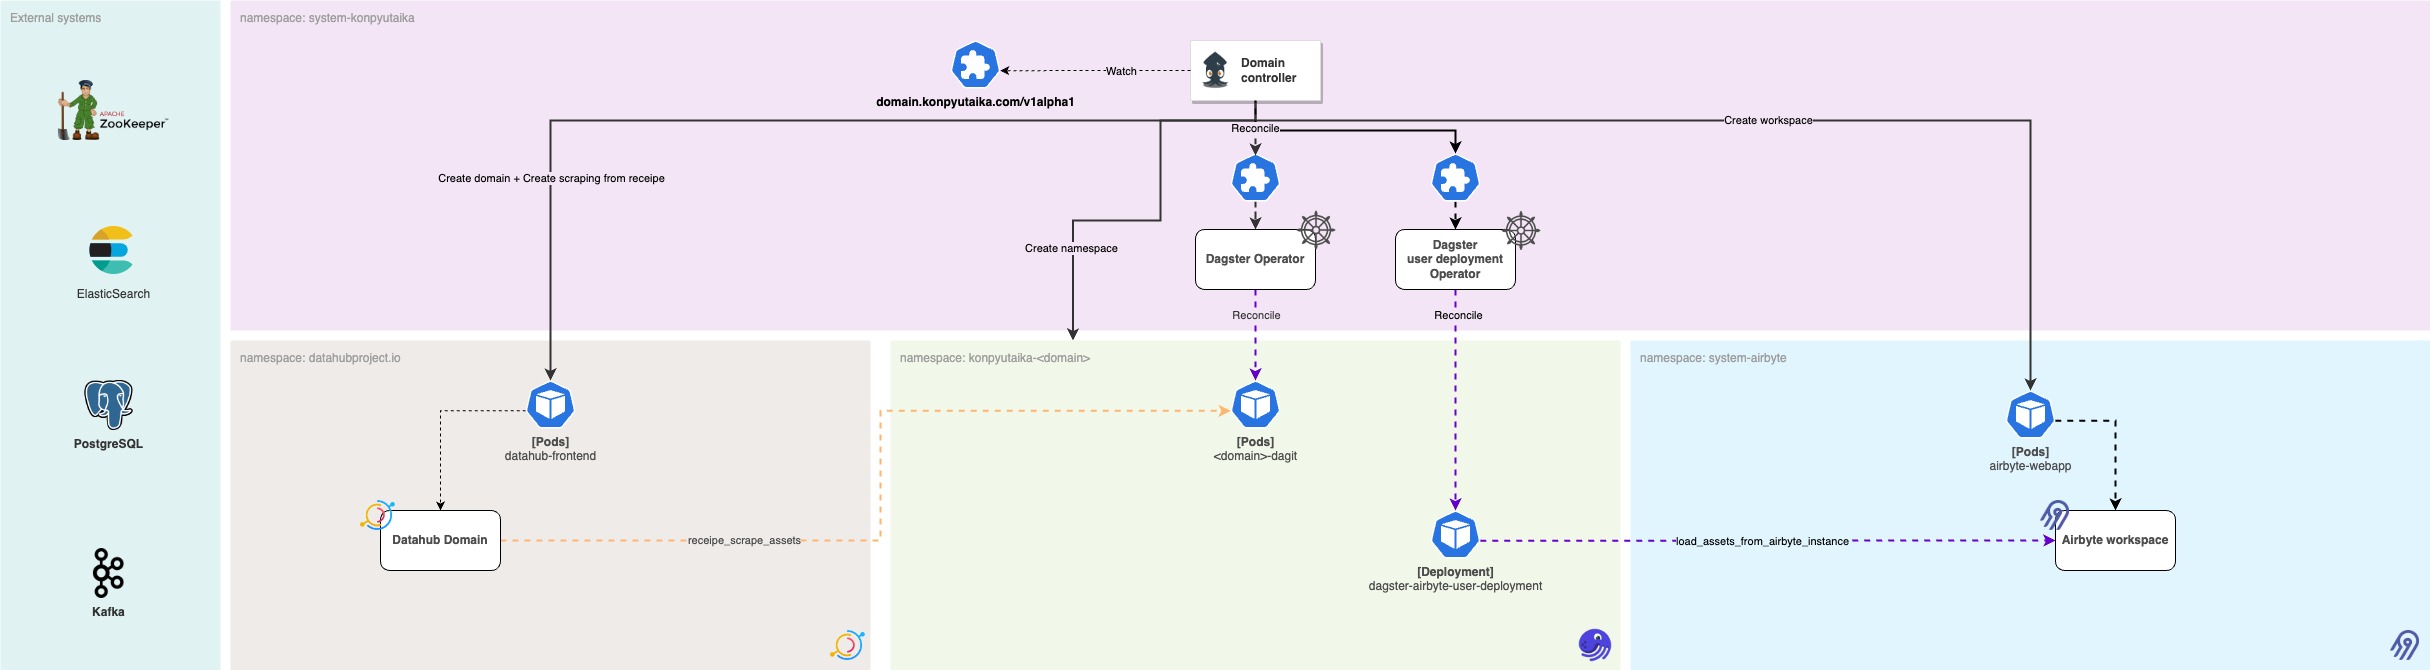 External systems
namespace: system-konpyutaika
Domain
controller
Watch
domain.konpyutaika.com/v1alpha1
APACHE
ZooKeeper™
Reconcile
Create workspace
Create domain + Create scraping from receipe
Create namespace
Dagster Operator
Dagster
user deployment
Operator
ElasticSearch
Reconcile
Reconcile
namespace: datahubproject.io
namespace: konpyutaika-<domain>
namespace: system-airbyte
PostgreSQL
[Pods]
datahub-frontend
[Pods]
<domain>-dagit
[Pods]
airbyte-webapp
Datahub Domain
receipe_scrape_assets
load_assets_from_airbyte_instance
Airbyte workspace
[Deployment]
dagster-airbyte-user-deployment
Kafka